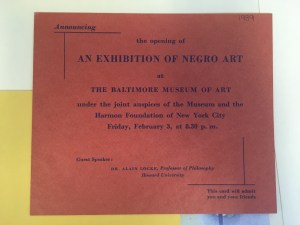 1939
Announcing
the opening of
AN EXHIBITION OF NEGRO ART
at
THE BALTIMORE MUSEUM OF ART
under the joint auspices of the Museum and the
Harmon Foundation of New York City
Friday, February 3, at 8.30 p. m.
Guest Speaker:
DR. ALAIN LOCKE, Professor of Philosophy
Howard University
This card will admit
you and your friends.